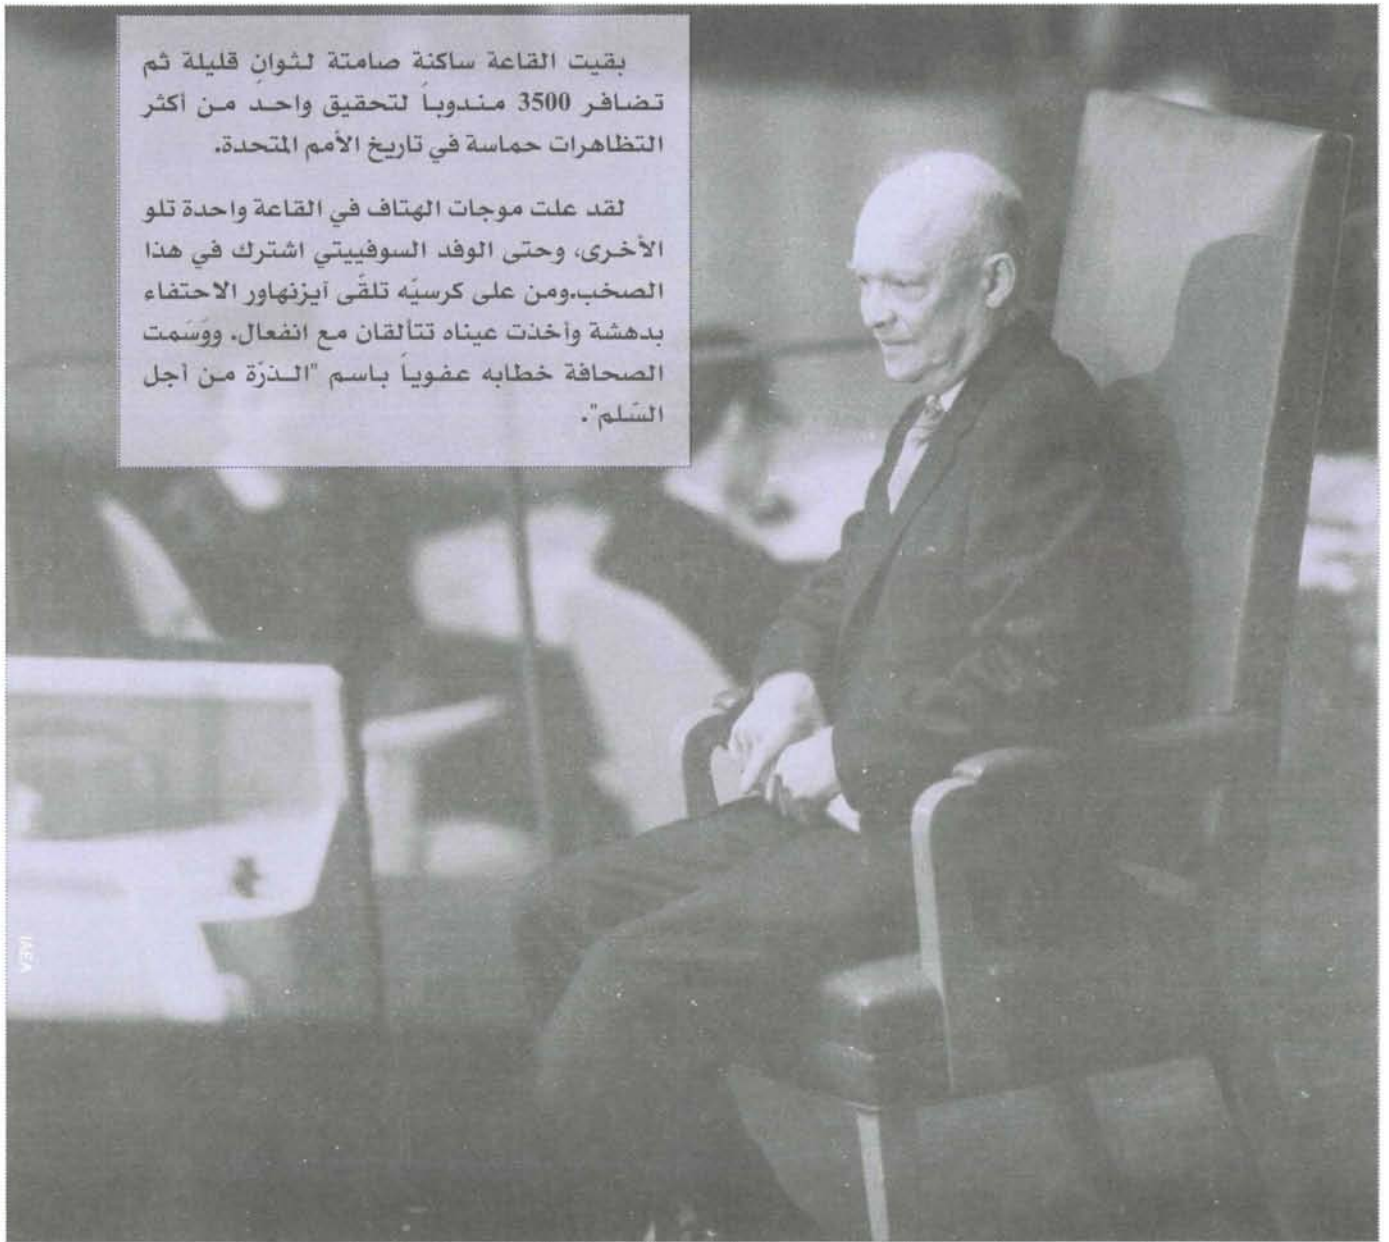 بقيت القاعة ساكنة صامتة لثوانٍ قليلة ثم
تضافر 3500 مندوباً لتحقيق واحد من أكثر
التظاهرات حماسة في تاريخ الأمم المتحدة.
لقد علت موجات الهتاف في القاعة واحدة تلو
الأخرى، وحتى الوفد السوفييتي اشترك في هذا
الصخب.ومن على كرسيّه تلقّى آيزنهاور الاحتفاء
بدهشة وأخذت عيناه تتألقان مع انفعال. ووَسَمت
الصحافة خطابه عفوياً باسم "الـذرّة من أجل
السّلم".
IAEA